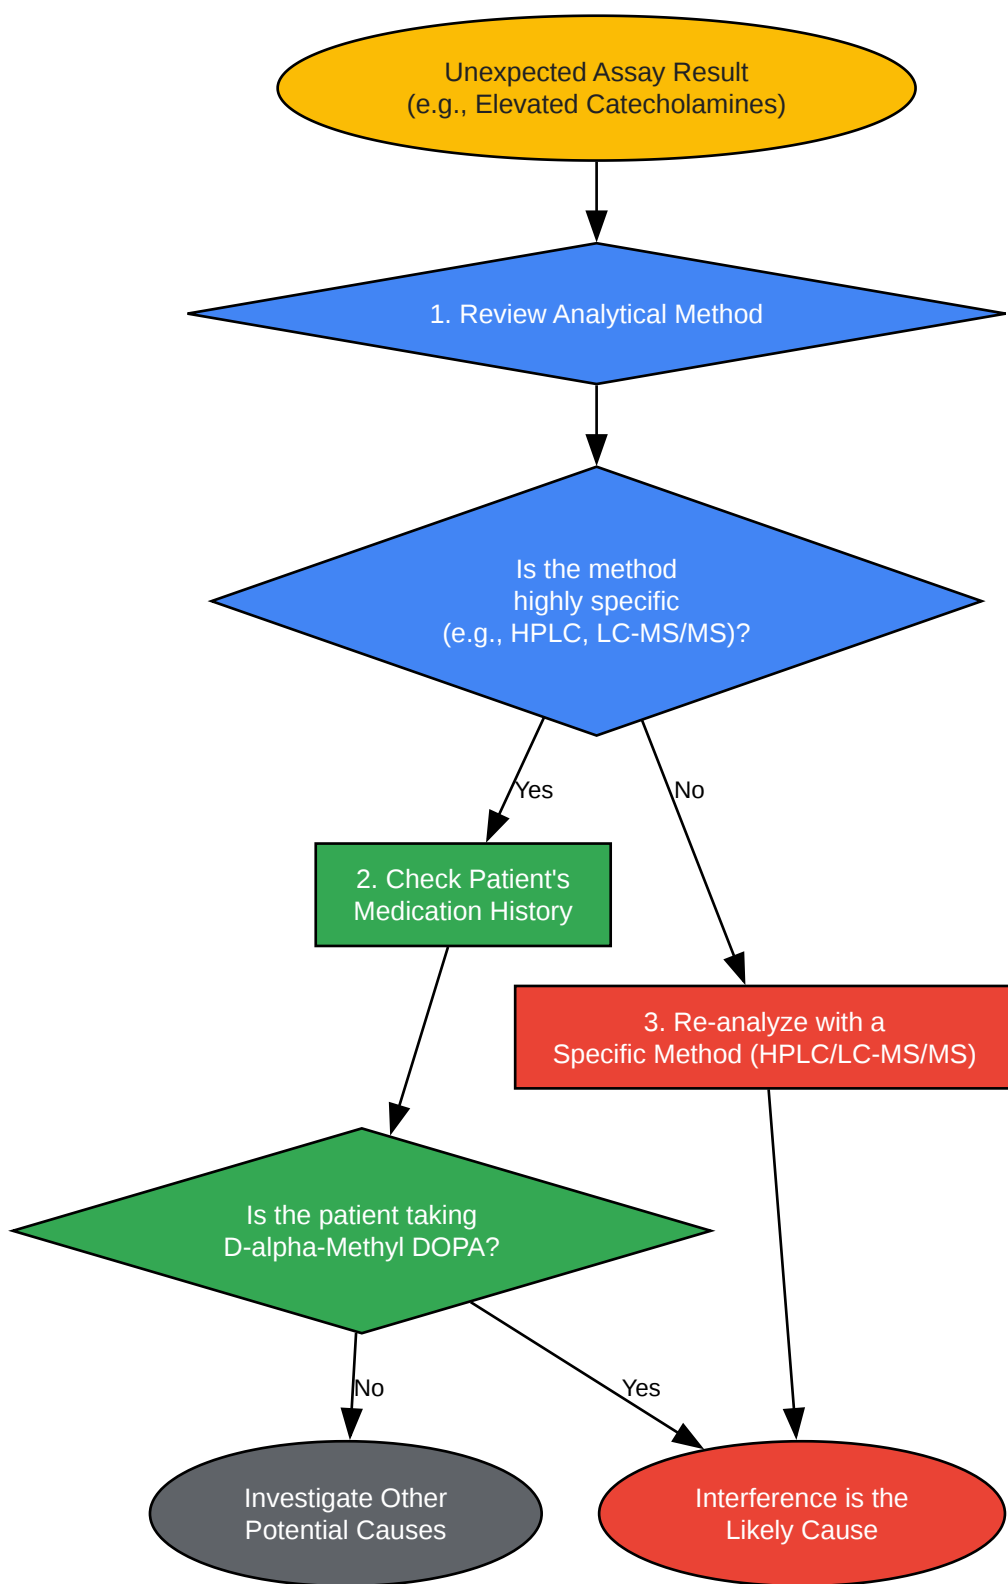 Unexpected Assay Result
(e.g., Elevated Catecholamines)
1. Review Analytical Method
Is the method
highly specific
(e.g., HPLC, LC-MS/MS)?
Yes
No
2. Check Patient's
Medication History
3. Re-analyze with a
Specific Method (HPLC/LC-MS/MS)
Is the patient taking
D-alpha-Methyl DOPA?
No
Yes
Investigate Other
Potential Causes
Interference is the
Likely Cause